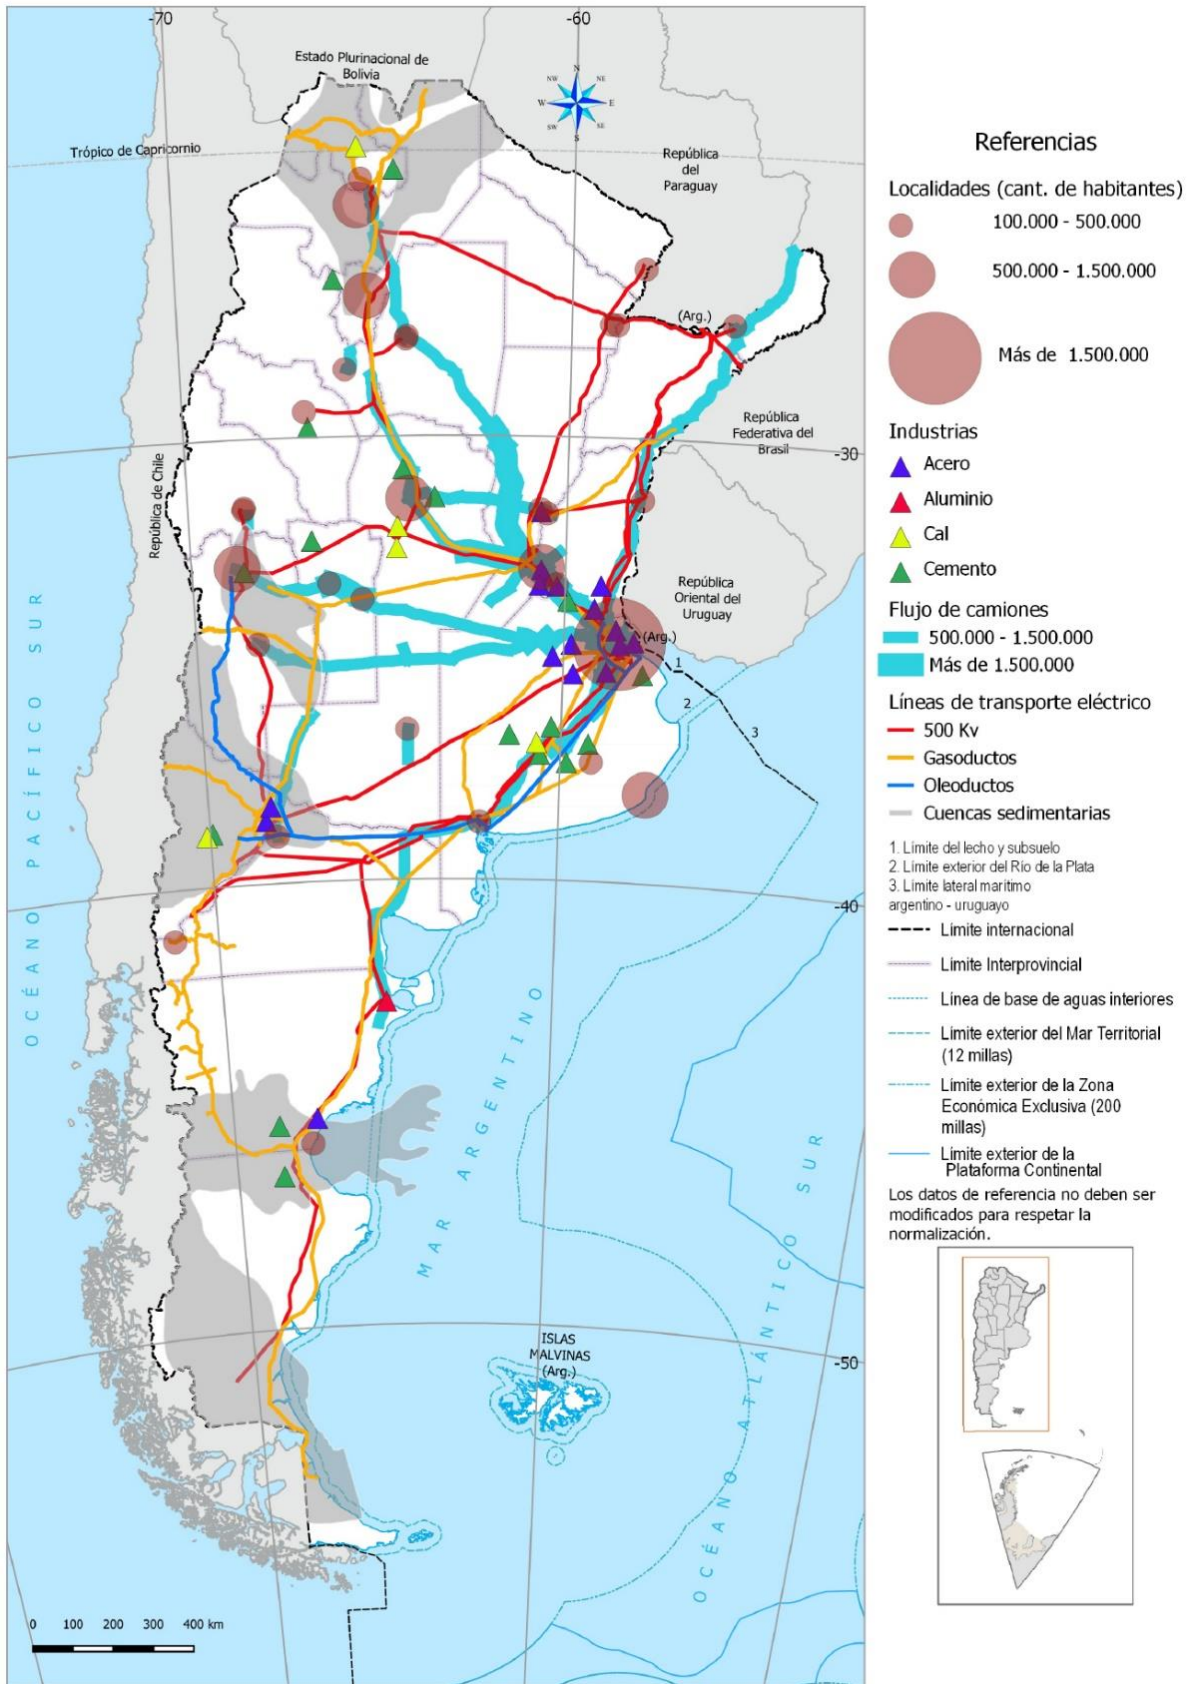 -70
-60
Estado Plurinacional de
Bolivia
N
NW
NE
W
E
SW
SE
S
Trópico de Capricornio
República
del
Paraguay
(Arg.)
República
Federativa del
Brasil
-30
República de Chile
República
Oriental del
Uruguay
(Arg.)
1
2
3
OCÉANO PACÍFICO SUR
-40
MAR ARGENTINO
OCÉANO ATLÁNTICO SUR
ISLAS
MALVINAS
(Arg.)
-50
0 100 200 300 400 km
Referencias
Localidades (cant. de habitantes)
100.000 - 500.000
500.000 - 1.500.000
Más de 1.500.000
Industrias
Acero
Aluminio
Cal
Cemento
Flujo de camiones
500.000 - 1.500.000
Más de 1.500.000
Líneas de transporte eléctrico
500 Kv
Gasoductos
Oleoductos
Cuencas sedimentarias
1. Límite del lecho y subsuelo
2. Límite exterior del Río de la Plata
3. Límite lateral marítimo
argentino - uruguayo
Límite internacional
Límite Interprovincial
Línea de base de aguas interiores
Límite exterior del Mar Territorial
(12 millas)
Límite exterior de la Zona
Económica Exclusiva (200
millas)
Límite exterior de la
Plataforma Continental
Los datos de referencia no deben ser
modificados para respetar la
normalización.